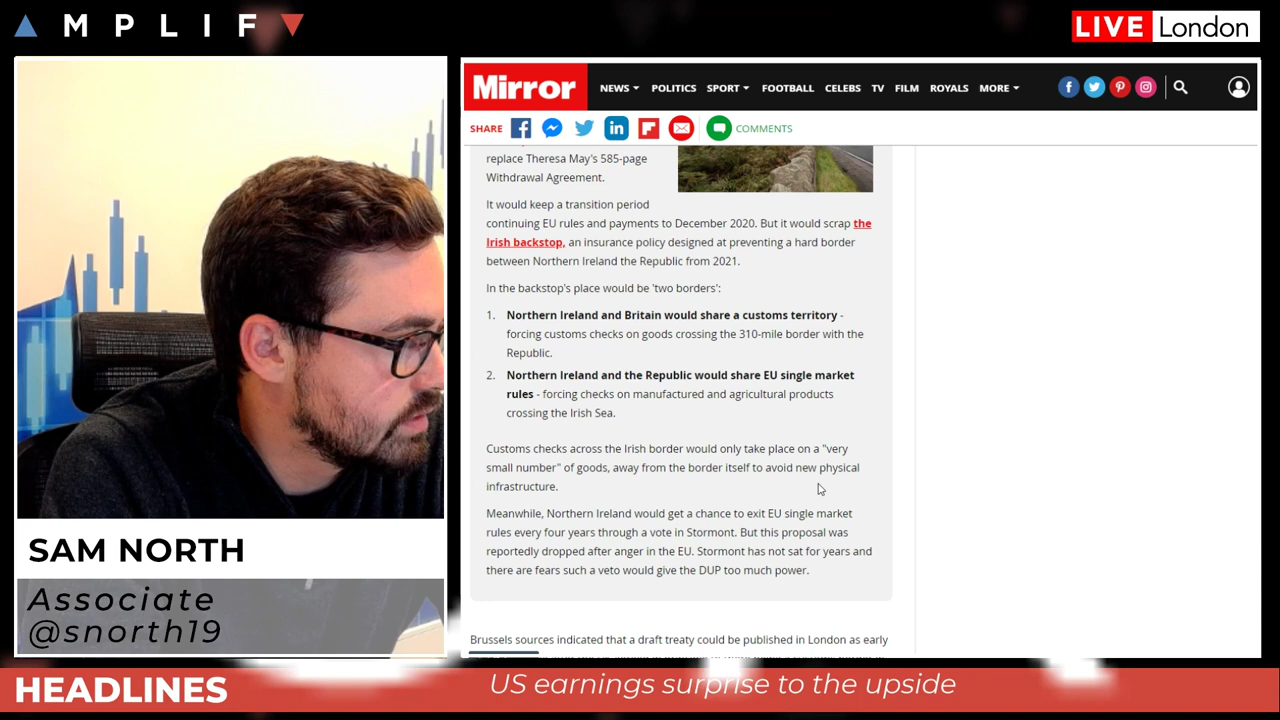 AMPLIFY
LIVE London
SAM NORTH
Associate
@snorth19
Mirror
NEWS
POLITICS
SPORT
FOOTBALL
CELEBS
TV
FILM
ROYALS
MORE
SHARE
COMMENTS
replace Theresa May's 585-page
Withdrawal Agreement.
It would keep a transition period
continuing EU rules and payments to December 2020. But it would scrap the
Irish backstop, an insurance policy designed at preventing a hard border
between Northern Ireland the Republic from 2021.
In the backstop's place would be 'two borders':
1. Northern Ireland and Britain would share a customs territory -
forcing customs checks on goods crossing the 310-mile border with the
Republic.
2. Northern Ireland and the Republic would share EU single market
rules - forcing checks on manufactured and agricultural products
crossing the Irish Sea.
Customs checks across the Irish border would only take place on a "very
small number" of goods, away from the border itself to avoid new physical
infrastructure.
Meanwhile, Northern Ireland would get a chance to exit EU single market
rules every four years through a vote in Stormont. But this proposal was
reportedly dropped after anger in the EU. Stormont has not sat for years and
there are fears such a veto would give the DUP too much power.
Brussels sources indicated that a draft treaty could be published in London as early
HEADLINES
US earnings surprise to the upside